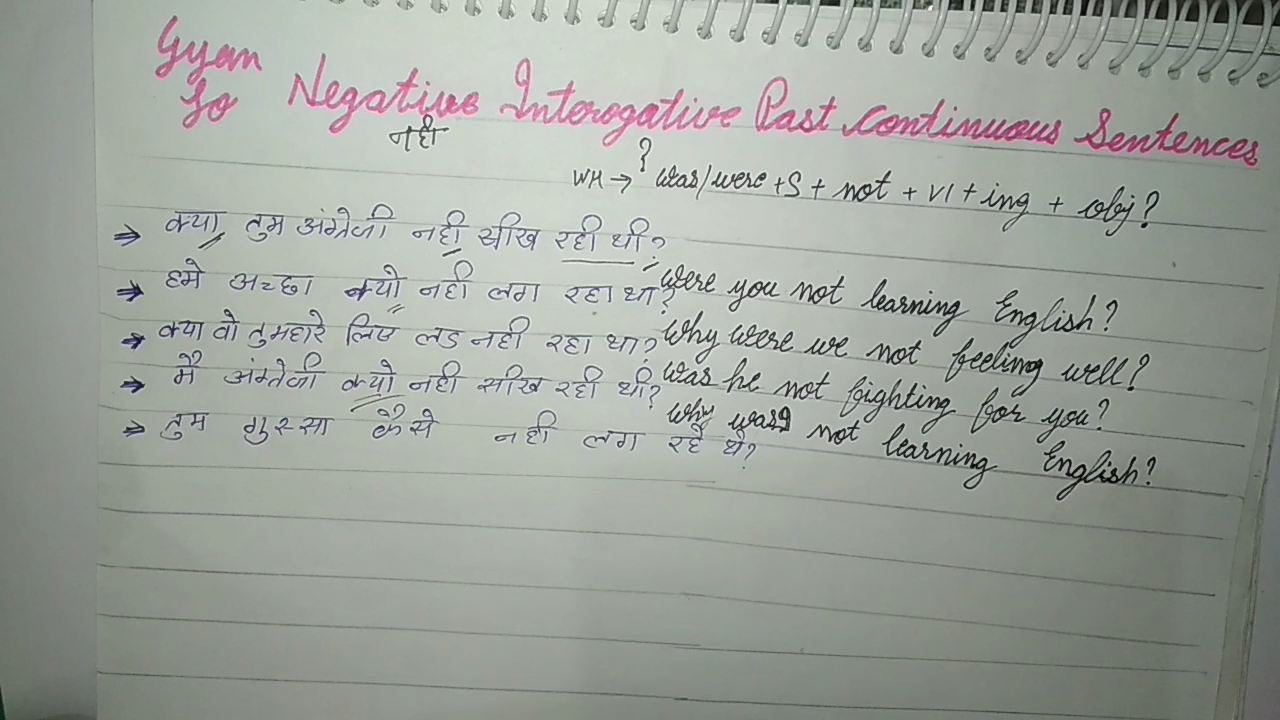 Gyan
So Negative Interogative Past Continuous Sentences
नही
WH → ? was/were + S + not + V1 + ing + obj?
⇒ क्या, तुम अंग्रेजी नही सीख रही थी?
were you not learning English?
⇒ हमे अच्छा क्यो नही लग रहा था?
why were we not feeling well?
⇒ क्या वो तुमहारे लिए लड नही रहा था?
was he not fighting for you?
⇒ मै अंग्रेजी क्यो नही सीख रही थी?
why was I not learning English?
⇒ तुम गुस्सा कैसे नही लग रहे थे?